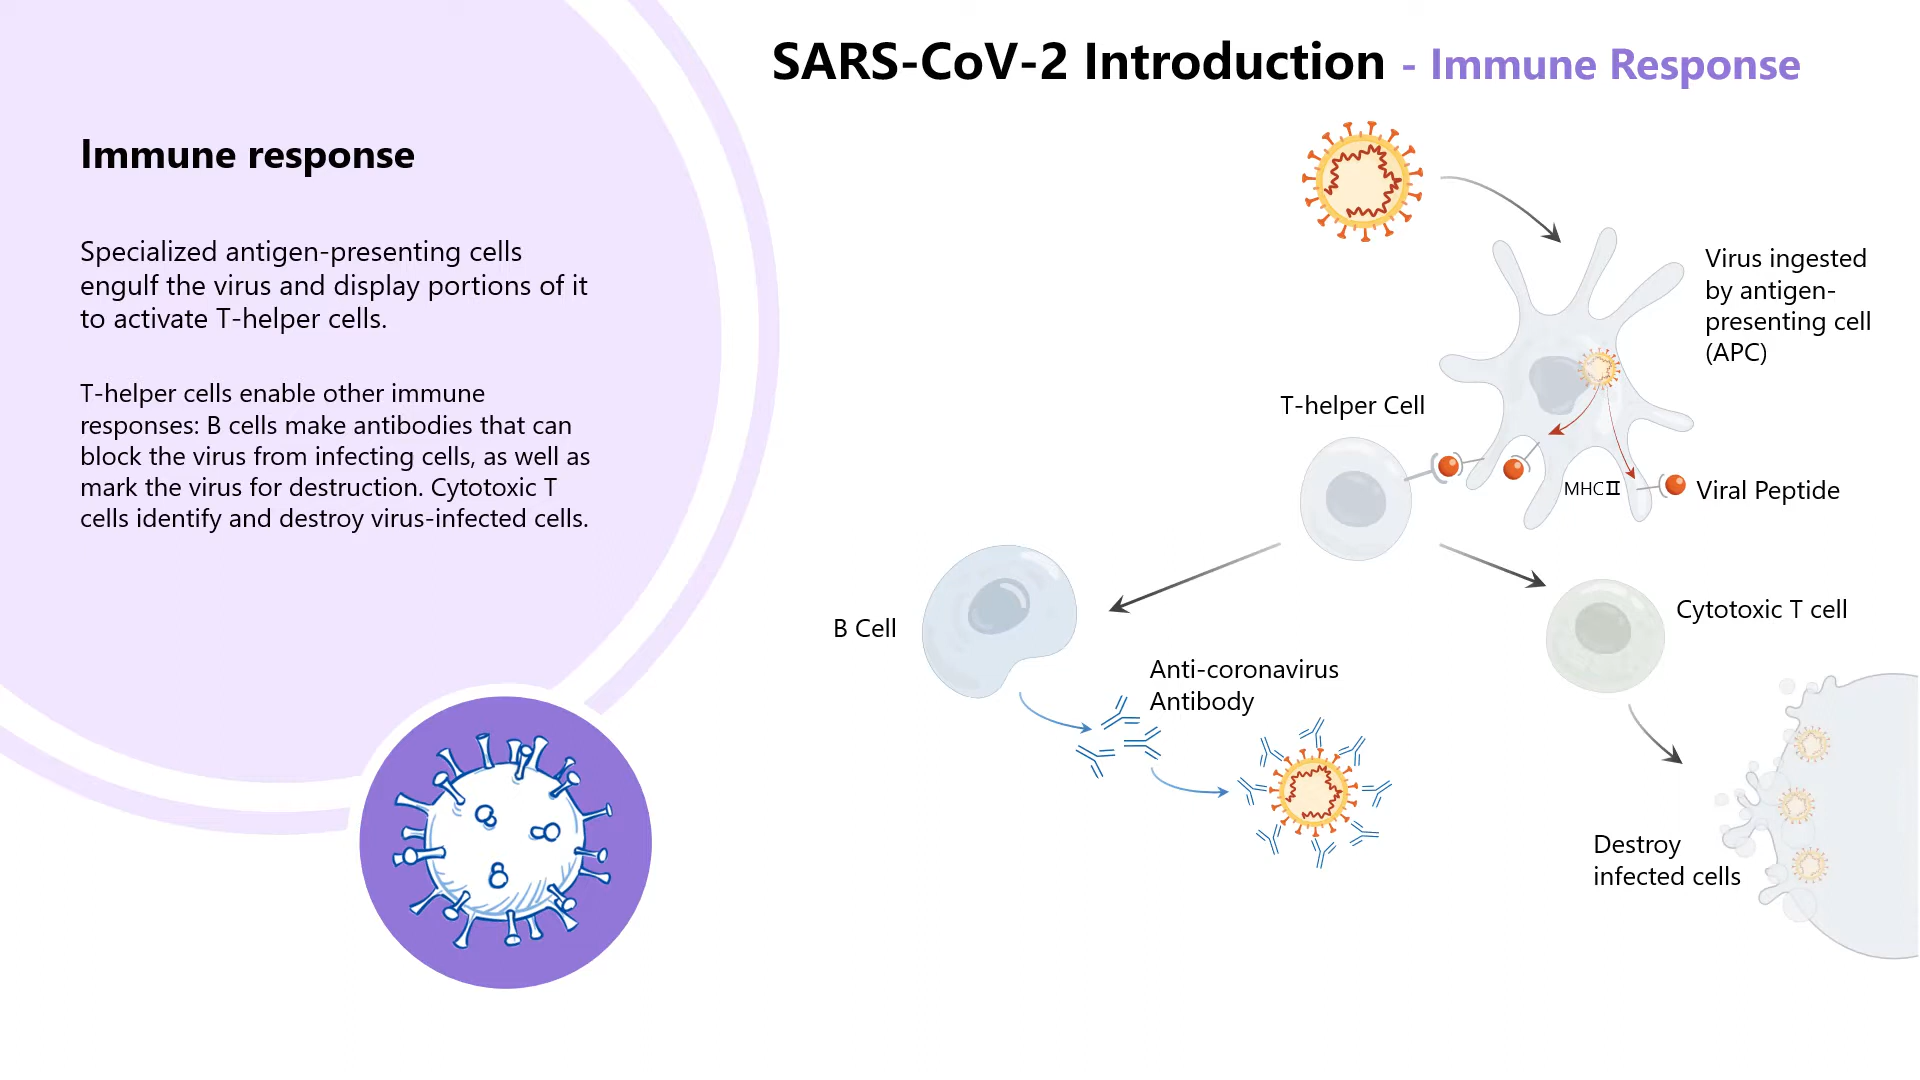 SARS-CoV-2 Introduction - Immune Response
Immune response
Specialized antigen-presenting cells
engulf the virus and display portions of it
to activate T-helper cells.
T-helper cells enable other immune
responses: B cells make antibodies that can
block the virus from infecting cells, as well as
mark the virus for destruction. Cytotoxic T
cells identify and destroy virus-infected cells.
Virus ingested
by antigen-
presenting cell
(APC)
T-helper Cell
MHCⅡ
Viral Peptide
B Cell
Cytotoxic T cell
Anti-coronavirus
Antibody
Destroy
infected cells